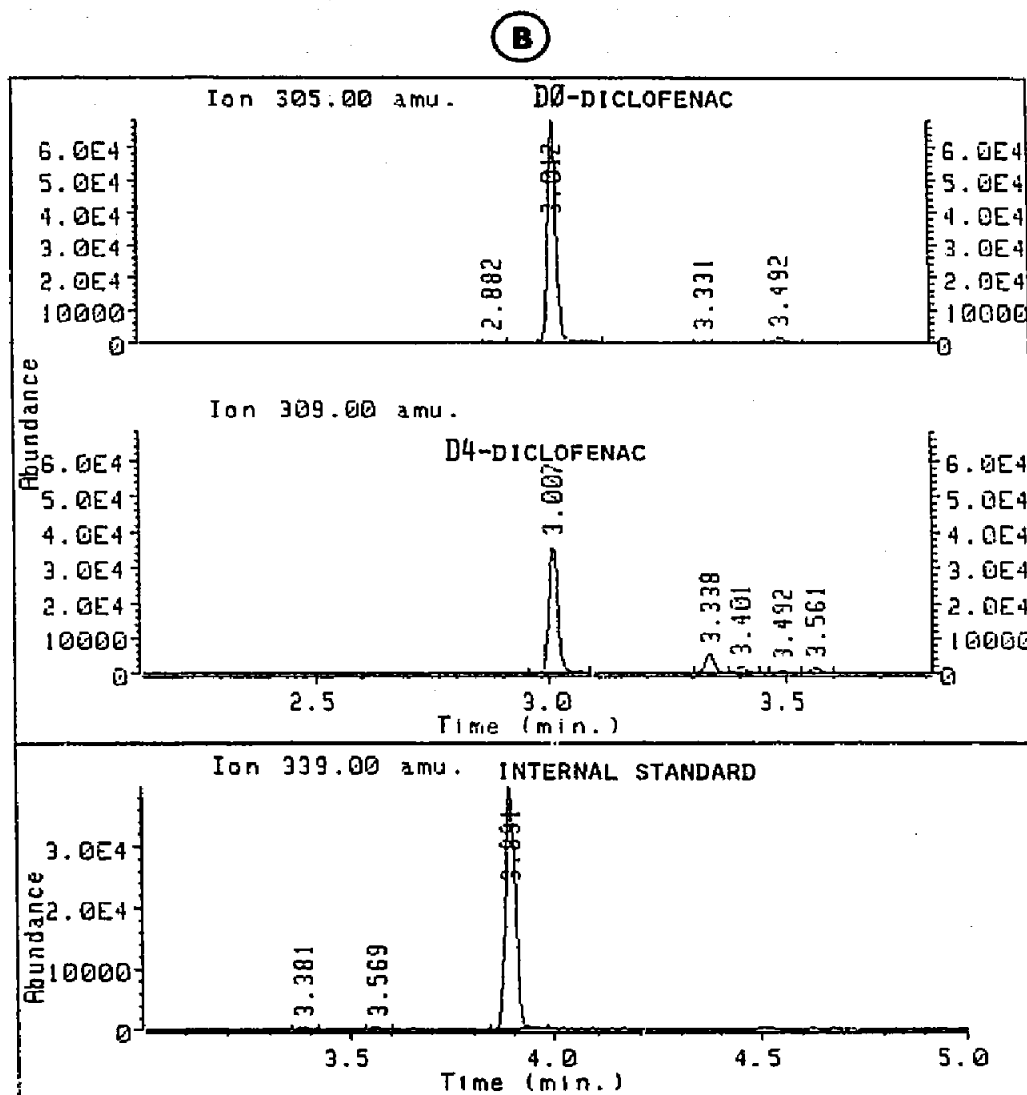 B
Ion 305.00 amu. DØ-DICLOFENAC
6.0E4 6.0E4
5.0E4 5.0E4
4.0E4 4.0E4
3.0E4 3.0E4
2.0E4 2.0E4
10000 10000
0 0
2.882
3.012
3.331
3.492
Abundance
Ion 309.00 amu.
D4-DICLOFENAC
6.0E4 6.0E4
5.0E4 5.0E4
4.0E4 4.0E4
3.0E4 3.0E4
2.0E4 2.0E4
10000 10000
0 0
3.007
3.338
3.401
3.492
3.561
2.5 3.0 3.5
Time (min.)
Ion 339.00 amu. INTERNAL STANDARD
Abundance
3.0E4
2.0E4
10000
0
3.381
3.569
3.5 4.0 4.5 5.0
Time (min.)